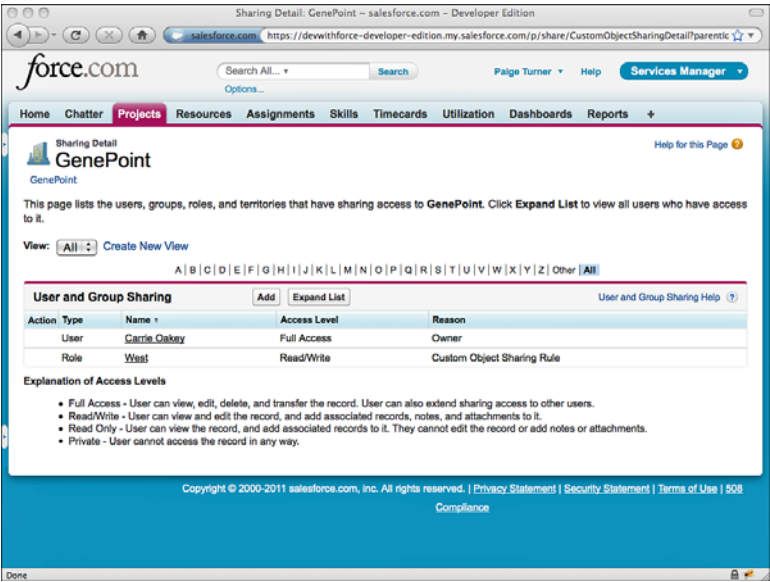 Sharing Detail: GenePoint ~ salesforce.com - Developer Edition
salesforce.com https://devwithforce-developer-edition.my.salesforce.com/p/share/CustomObjectSharingDetail?parentId
force.com
Search All...
Search
Options...
Paige Turner
Help
Services Manager
Home Chatter Projects Resources Assignments Skills Timecards Utilization Dashboards Reports +
Sharing Detail
GenePoint
Help for this Page
GenePoint
This page lists the users, groups, roles, and territories that have sharing access to GenePoint. Click Expand List to view all users who have access
to it.
View: All Create New View
A | B | C | D | E | F | G | H | I | J | K | L | M | N | O | P | Q | R | S | T | U | V | W | X | Y | Z | Other | All
User and Group Sharing Add Expand List User and Group Sharing Help (?)
Action Type Name Access Level Reason
User Carrie Oakey Full Access Owner
Role West Read/Write Custom Object Sharing Rule
Explanation of Access Levels
• Full Access - User can view, edit, delete, and transfer the record. User can also extend sharing access to other users.
• Read/Write - User can view and edit the record, and add associated records, notes, and attachments to it.
• Read Only - User can view the record, and add associated records to it. They cannot edit the record or add notes or attachments.
• Private - User cannot access the record in any way.
Copyright © 2000-2011 salesforce.com, inc. All rights reserved. | Privacy Statement | Security Statement | Terms of Use | 508
Compliance
Done